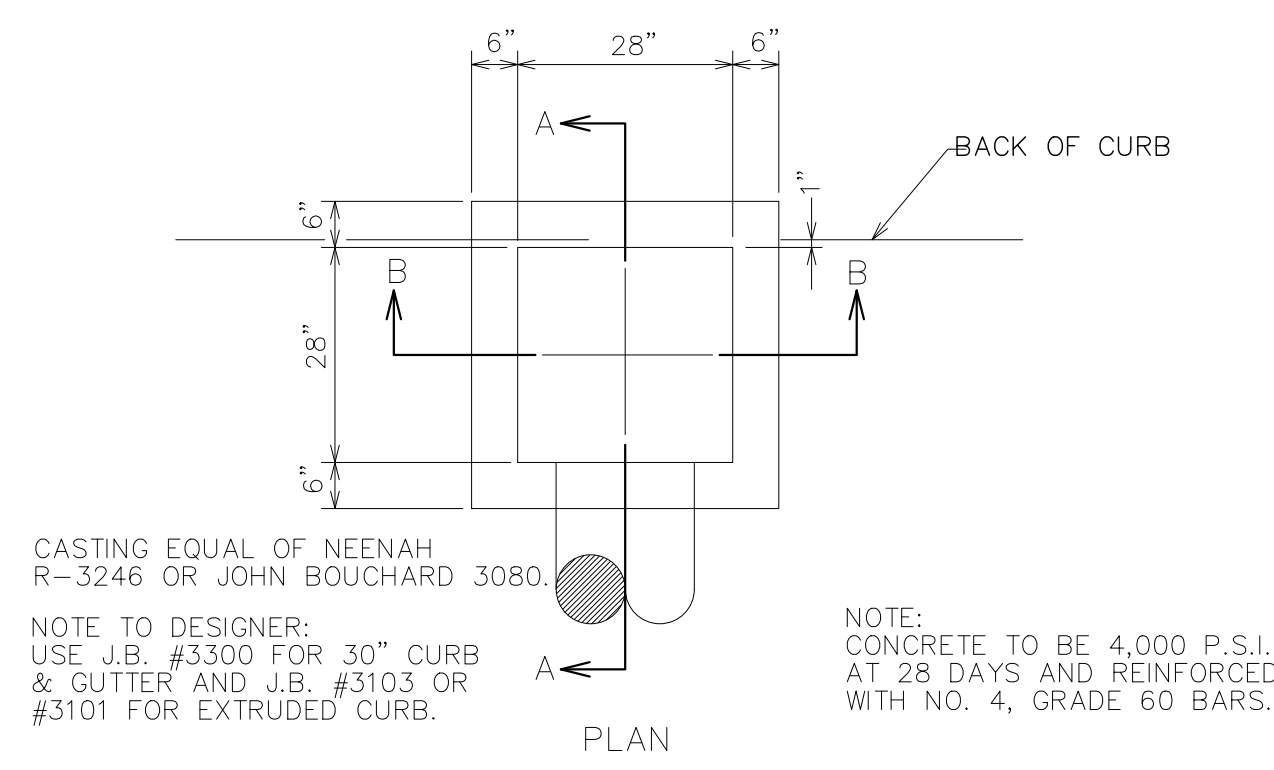 6” 28” 6”
A
BACK OF CURB
1”
6”
B B
28”
6”
CASTING EQUAL OF NEENAH
R-3246 OR JOHN BOUCHARD 3080.
NOTE TO DESIGNER:
USE J.B. #3300 FOR 30” CURB
& GUTTER AND J.B. #3103 OR
#3101 FOR EXTRUDED CURB.
NOTE:
CONCRETE TO BE 4,000 P.S.I.
AT 28 DAYS AND REINFORCED
WITH NO. 4, GRADE 60 BARS.
A
PLAN